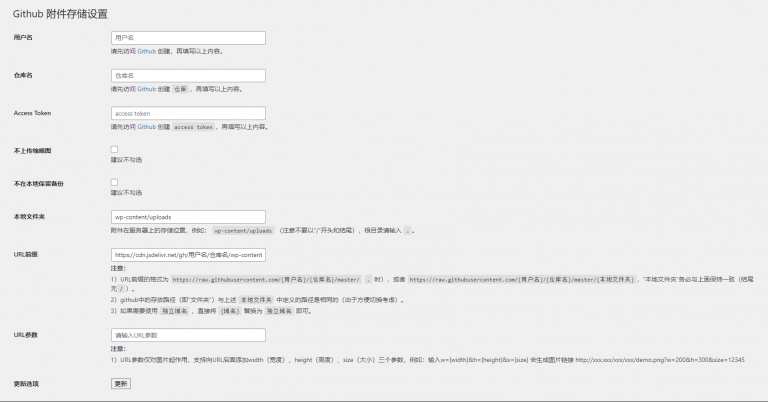 Github 附件存储设置
用户名
用户名
请先访问 Github 创建，再填写以上内容。
仓库名
仓库名
请先访问 Github 创建 仓库 ，再填写以上内容。
Access Token
access token
请先访问 Github 创建 access token ，再填写以上内容。
不上传缩略图
建议不勾选
不在本地保留备份
建议不勾选
本地文件夹
wp-content/uploads
附件在服务器上的存储位置，例如： wp-content/uploads （注意不要以"/"开头和结尾），根目录请输入 . 。
URL前缀
https://cdn.jsdelivr.net/gh/用户名/仓库名/wp-content
注意：
1）URL前缀的格式为 https://raw.githubusercontent.com/{用户名}/{仓库名}/master/ （ . 时），或者 https://raw.githubusercontent.com/{用户名}/{仓库名}/master/{本地文件夹} ，"本地文件夹"务必与上面保持一致（结尾
无 / ）。
2）github中的存放路径（即"文件夹"）与上述 本地文件夹 中定义的路径是相同的（出于方便切换考虑）。
3）如果需要使用 独立域名 ，直接将 {域名} 替换为 独立域名 即可。
URL参数
请输入URL参数
注意：
1）URL参数仅对图片起作用，支持向URL后面添加width（宽度）、height（高度）、size（大小）三个参数，例如：输入w={width}&h={height}&s={size} 会生成图片链接 http://xxx.xxx/xxx/xxx/demo.png?w=200&h=300&size=12345
更新选项
更新